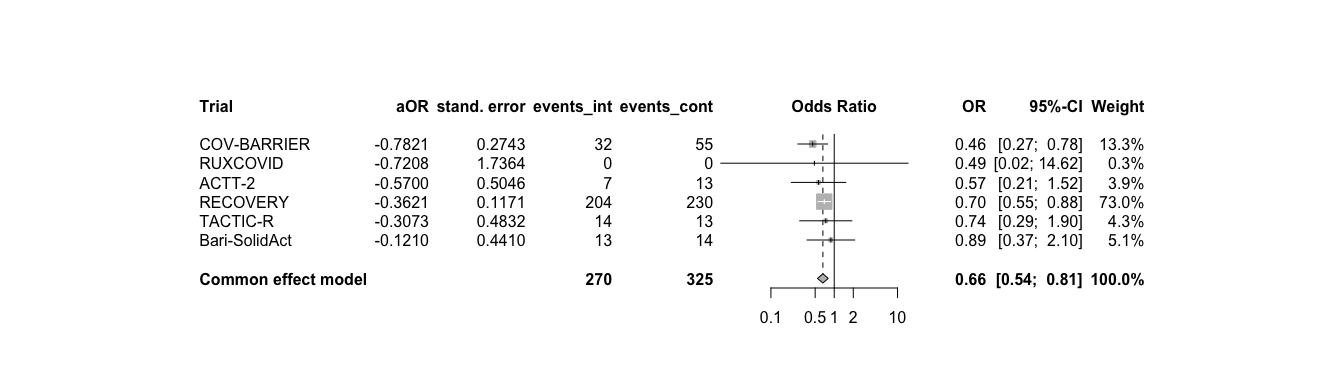 Trial aOR stand. error events_int events_cont Odds Ratio OR 95%-CI Weight
COV-BARRIER -0.7821 0.2743 32 55 0.46 [0.27; 0.78] 13.3%
RUXCOVID -0.7208 1.7364 0 0 0.49 [0.02; 14.62] 0.3%
ACTT-2 -0.5700 0.5046 7 13 0.57 [0.21; 1.52] 3.9%
RECOVERY -0.3621 0.1171 204 230 0.70 [0.55; 0.88] 73.0%
TACTIC-R -0.3073 0.4832 14 13 0.74 [0.29; 1.90] 4.3%
Bari-SolidAct -0.1210 0.4410 13 14 0.89 [0.37; 2.10] 5.1%
Common effect model 270 325 0.66 [0.54; 0.81] 100.0%
0.1 0.5 1 2 10